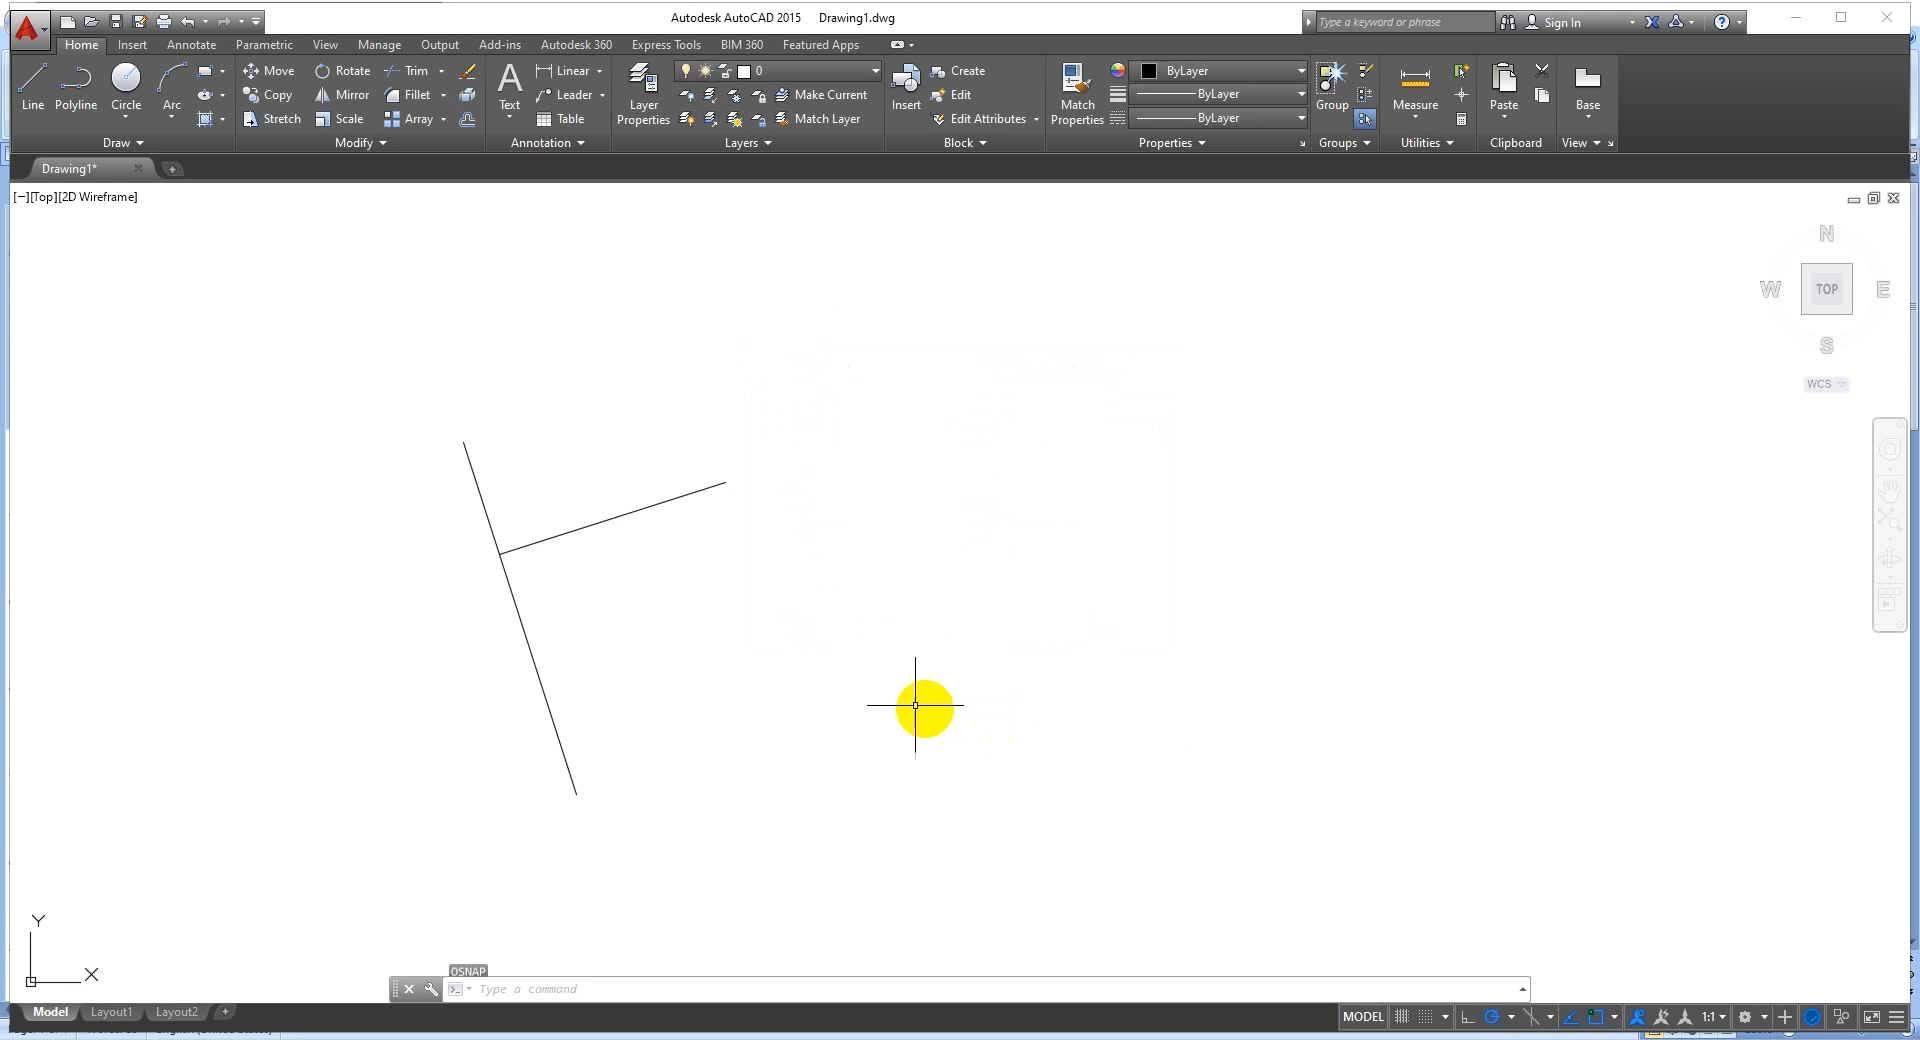 Autodesk AutoCAD 2015 Drawing1.dwg
Type a keyword or phrase
Sign In
Home Insert Annotate Parametric View Manage Output Add-ins Autodesk 360 Express Tools BIM 360 Featured Apps
Line Polyline Circle Arc
Move Rotate Trim
Copy Mirror Fillet
Stretch Scale Array
Text
Linear
Leader
Table
Layer Properties
0
Make Current
Match Layer
Insert
Create
Edit
Edit Attributes
Match Properties
ByLayer
ByLayer
ByLayer
Group
Measure
Paste
Base
Draw Modify Annotation Layers Block Properties Groups Utilities Clipboard View
Drawing1*
[−][Top][2D Wireframe]
N
W TOP E
S
WCS
Y
X
OSNAP
Type a command
Model Layout1 Layout2
MODEL 1:1